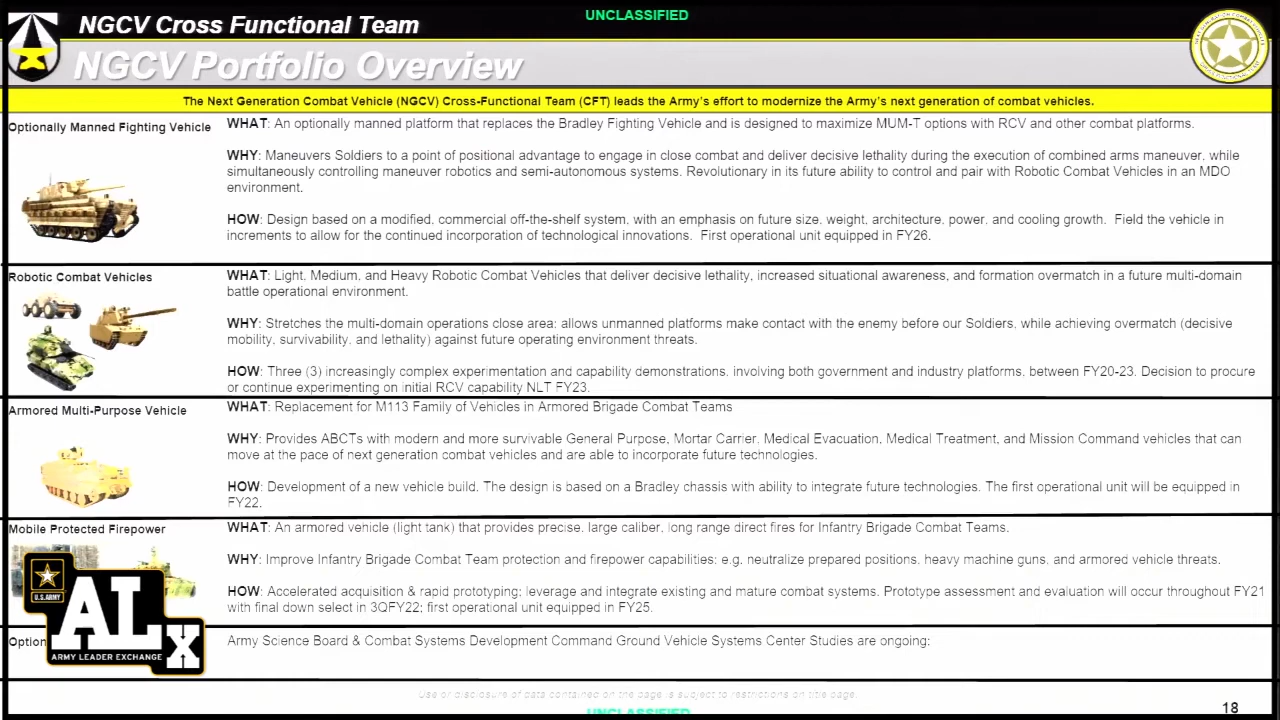 UNCLASSIFIED
NGCV Cross Functional Team
NGCV Portfolio Overview
The Next Generation Combat Vehicle (NGCV) Cross-Functional Team (CFT) leads the Army's effort to modernize the Army's next generation of combat vehicles.
Optionally Manned Fighting Vehicle
WHAT: An optionally manned platform that replaces the Bradley Fighting Vehicle and is designed to maximize MUM-T options with RCV and other combat platforms.
WHY: Maneuvers Soldiers to a point of positional advantage to engage in close combat and deliver decisive lethality during the execution of combined arms maneuver, while
simultaneously controlling maneuver robotics and semi-autonomous systems. Revolutionary in its future ability to control and pair with Robotic Combat Vehicles in an MDO
environment.
HOW: Design based on a modified, commercial off-the-shelf system, with an emphasis on future size, weight, architecture, power, and cooling growth. Field the vehicle in
increments to allow for the continued incorporation of technological innovations. First operational unit equipped in FY26.
Robotic Combat Vehicles
WHAT: Light, Medium, and Heavy Robotic Combat Vehicles that deliver decisive lethality, increased situational awareness, and formation overmatch in a future multi-domain
battle operational environment.
WHY: Stretches the multi-domain operations close area; allows unmanned platforms make contact with the enemy before our Soldiers, while achieving overmatch (decisive
mobility, survivability, and lethality) against future operating environment threats.
HOW: Three (3) increasingly complex experimentation and capability demonstrations, involving both government and industry platforms, between FY20-23. Decision to procure
or continue experimenting on initial RCV capability NLT FY23.
Armored Multi-Purpose Vehicle
WHAT: Replacement for M113 Family of Vehicles in Armored Brigade Combat Teams
WHY: Provides ABCTs with modern and more survivable General Purpose, Mortar Carrier, Medical Evacuation, Medical Treatment, and Mission Command vehicles that can
move at the pace of next generation combat vehicles and are able to incorporate future technologies.
HOW: Development of a new vehicle build. The design is based on a Bradley chassis with ability to integrate future technologies. The first operational unit will be equipped in
FY22.
Mobile Protected Firepower
WHAT: An armored vehicle (light tank) that provides precise, large caliber, long range direct fires for Infantry Brigade Combat Teams.
WHY: Improve Infantry Brigade Combat Team protection and firepower capabilities; e.g. neutralize prepared positions, heavy machine guns, and armored vehicle threats.
HOW: Accelerated acquisition & rapid prototyping; leverage and integrate existing and mature combat systems. Prototype assessment and evaluation will occur throughout FY21
with final down select in 3QFY22; first operational unit equipped in FY25.
U.S. ARMY
ALx
ARMY LEADER EXCHANGE
Option
Army Science Board & Combat Systems Development Command Ground Vehicle Systems Center Studies are ongoing:
Use or disclosure of data contained on the page is subject to restrictions on title page.
UNCLASSIFIED
18